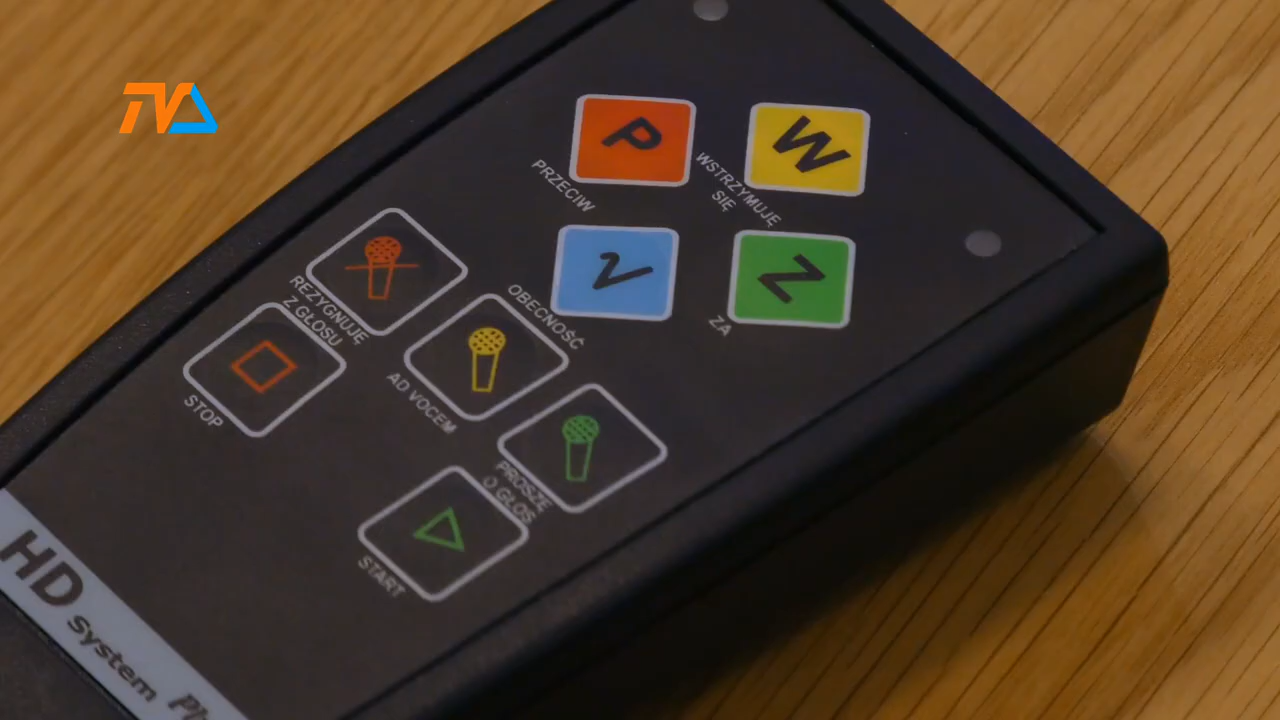 TVA
P
W
PRZECIW
WSTRZYMUJĘ
SIĘ
Z
OBECNOŚĆ
ZA
REZYGNUJĘ
Z GŁOSU
AD VOCEM
STOP
PROSZĘ
O GŁOS
START
HD system